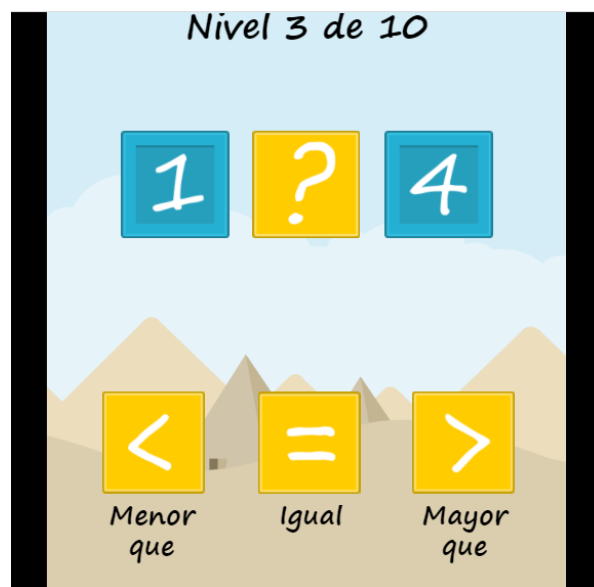 Nivel 3 de 10
1 ? 4
< = >
Menor que
Igual
Mayor que